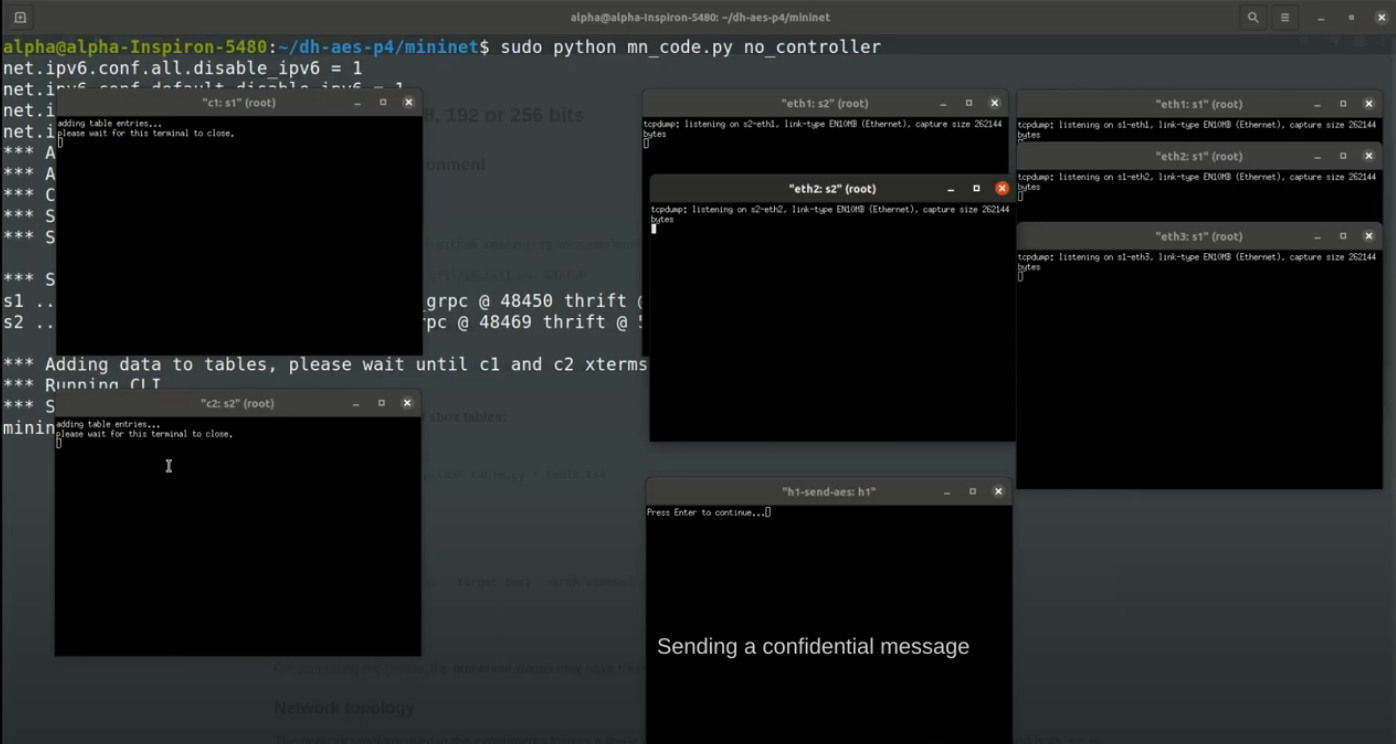 alpha@alpha-Inspiron-5480: ~/dh-aes-p4/mininet
alpha@alpha-Inspiron-5480:~/dh-aes-p4/mininet$ sudo python mn_code.py no_controller
net.ipv6.conf.all.disable_ipv6 = 1
net.ipv6.conf.default.disable_ipv6 = 1
net.i
net.i
*** A
*** A
*** C
*** S
*** S
*** S
s1 .. grpc @ 48450 thrift @
s2 .. rpc @ 48469 thrift @ 5
*** Adding data to tables, please wait until c1 and c2 xterms
*** Running CLI
*** S
minin
"c1: s1" (root)
adding table entries...
please wait for this terminal to close.
"c2: s2" (root)
adding table entries...
please wait for this terminal to close.
"eth1: s2" (root)
tcpdump: listening on s2-eth1, link-type EN10MB (Ethernet), capture size 262144
bytes
"eth2: s2" (root)
tcpdump: listening on s2-eth2, link-type EN10MB (Ethernet), capture size 262144
bytes
"eth1: s1" (root)
tcpdump: listening on s1-eth1, link-type EN10MB (Ethernet), capture size 262144
bytes
"eth2: s1" (root)
tcpdump: listening on s1-eth2, link-type EN10MB (Ethernet), capture size 262144
bytes
"eth3: s1" (root)
tcpdump: listening on s1-eth3, link-type EN10MB (Ethernet), capture size 262144
bytes
"h1-send-aes: h1"
Press Enter to continue...
Sending a confidential message
192 or 256 bits
sbox tables:
Network topology